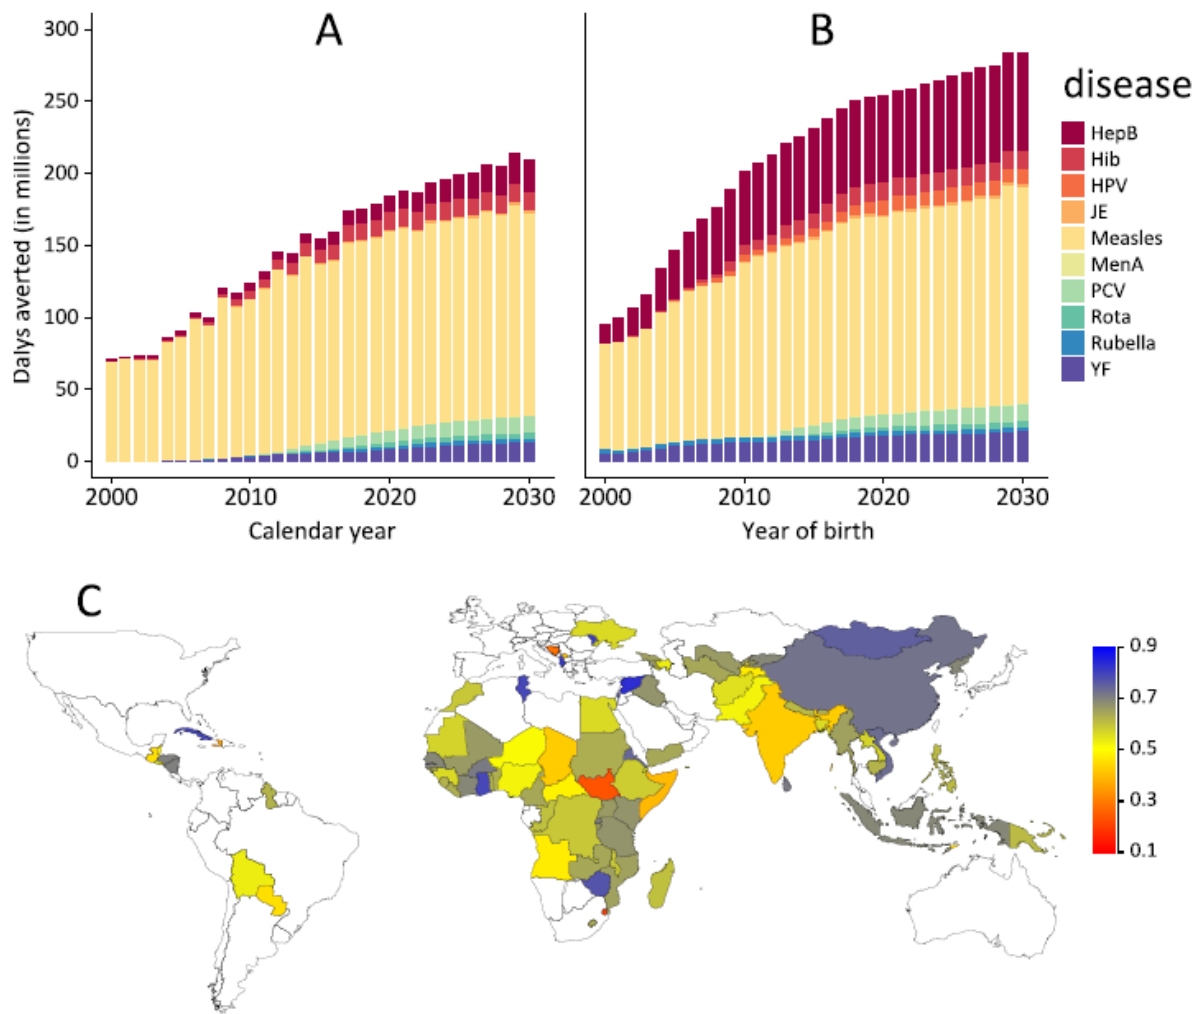 A
B
300
250
200
150
100
50
0
Dalys averted (in millions)
2000 2010 2020 2030
Calendar year
2000 2010 2020 2030
Year of birth
disease
HepB
Hib
HPV
JE
Measles
MenA
PCV
Rota
Rubella
YF
C
0.9
0.7
0.5
0.3
0.1